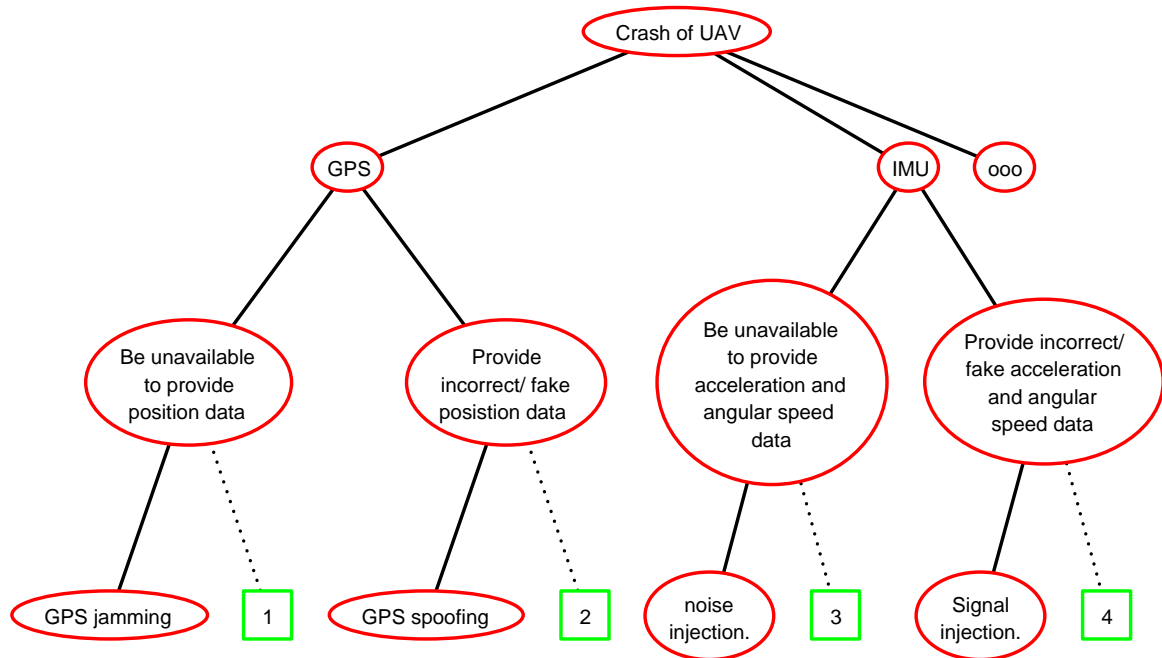 Crash of UAV
GPS
IMU
ooo
Be unavailable
to provide
position data
Provide
incorrect/ fake
posistion data
Be unavailable
to provide
acceleration and
angular speed
data
Provide incorrect/
fake acceleration
and angular
speed data
GPS jamming
1
GPS spoofing
2
noise
injection.
3
Signal
injection.
4